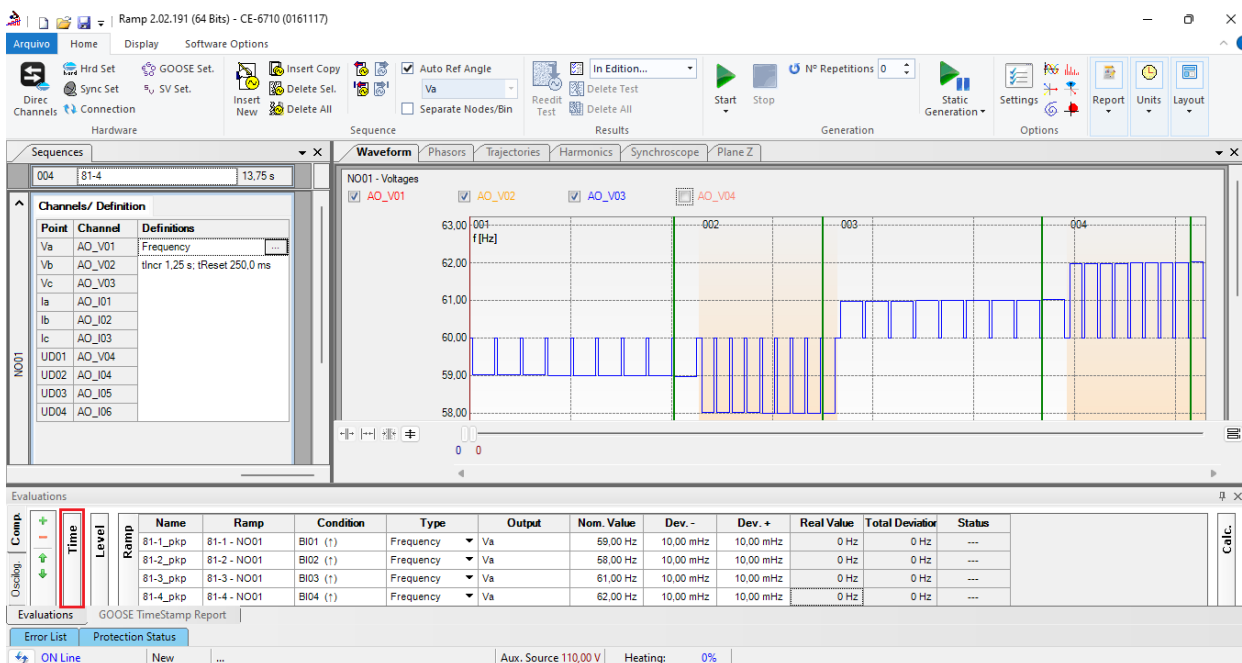 Ramp 2.02.191 (64 Bits) - CE-6710 (0161117)
Arquivo Home Display Software Options
Direc Channels
Hrd Set
Sync Set
Connection
GOOSE Set.
SV Set.
Hardware
Insert New
Insert Copy
Delete Sel.
Delete All
Auto Ref Angle
Va
Separate Nodes/Bin
Sequence
Reedit Test
In Edition...
Delete Test
Delete All
Results
Start
Stop
Nº Repetitions 0
Static Generation
Generation
Settings
Options
Report
Units
Layout
Sequences
004 81-4 13,75 s
NO01
Channels/ Definition
Point Channel Definitions
Va AO_V01 Frequency ...
Vb AO_V02 tIncr 1,25 s; tReset 250,0 ms
Vc AO_V03
Ia AO_I01
Ib AO_I02
Ic AO_I03
UD01 AO_V04
UD02 AO_I04
UD03 AO_I05
UD04 AO_I06
Waveform Phasors Trajectories Harmonics Synchroscope Plane Z
NO01 - Voltages
AO_V01 AO_V02 AO_V03 AO_V04
63,00 001 002 003 004
f [Hz]
62,00
61,00
60,00
59,00
58,00
0 0
Evaluations
Comp.
Oscilog.
Time
Level
Ramp
Name Ramp Condition Type Output Nom. Value Dev. - Dev. + Real Value Total Deviation Status
81-1_pkp 81-1 - NO01 BI01 (↑) Frequency Va 59,00 Hz 10,00 mHz 10,00 mHz 0 Hz 0 Hz ---
81-2_pkp 81-2 - NO01 BI02 (↑) Frequency Va 58,00 Hz 10,00 mHz 10,00 mHz 0 Hz 0 Hz ---
81-3_pkp 81-3 - NO01 BI03 (↑) Frequency Va 61,00 Hz 10,00 mHz 10,00 mHz 0 Hz 0 Hz ---
81-4_pkp 81-4 - NO01 BI04 (↑) Frequency Va 62,00 Hz 10,00 mHz 10,00 mHz 0 Hz 0 Hz ---
Calc.
Evaluations GOOSE TimeStamp Report
Error List Protection Status
ON Line New ... Aux. Source 110,00 V Heating: 0%